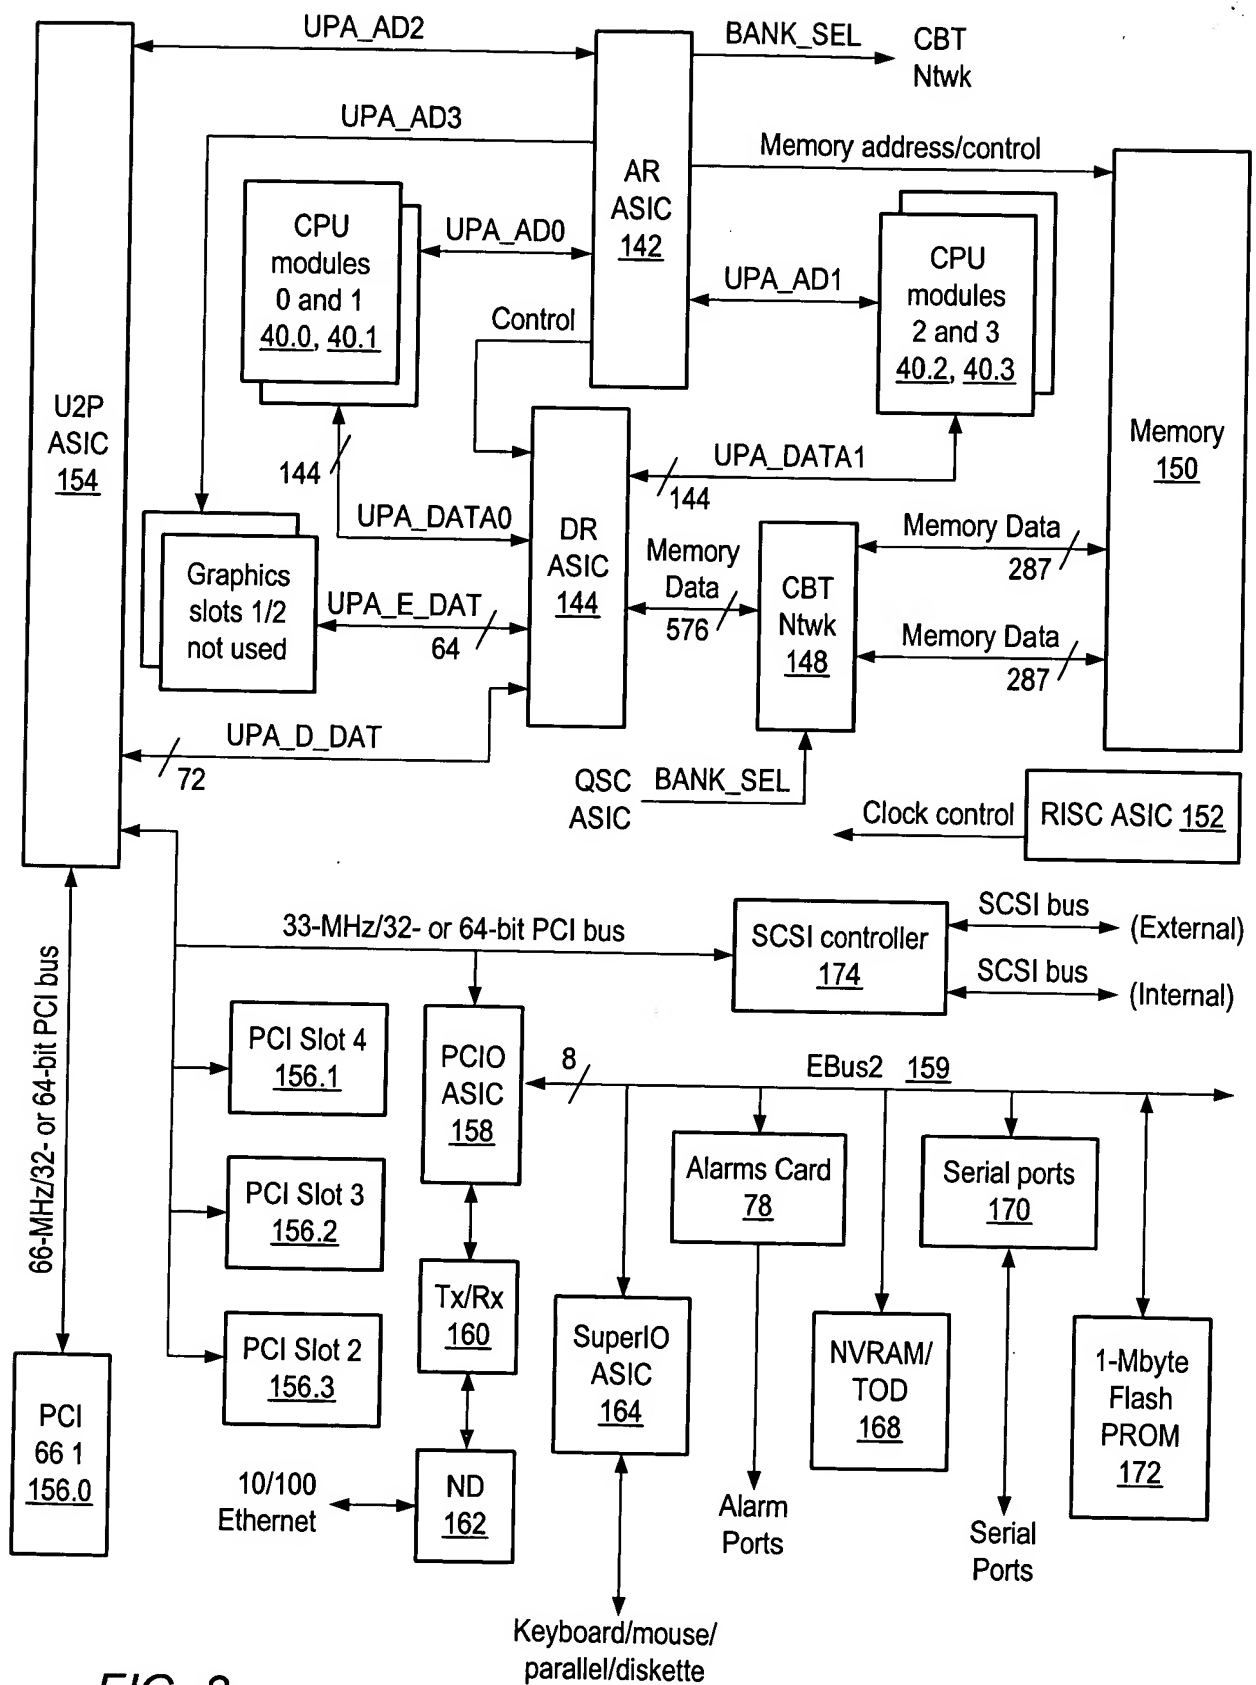 UPA_AD2
BANK_SEL
CBT
Ntwk
UPA_AD3
Memory address/control
AR
ASIC
142
CPU
modules
0 and 1
40.0, 40.1
UPA_AD0
UPA_AD1
CPU
modules
2 and 3
40.2, 40.3
Control
U2P
ASIC
154
Memory
150
144
UPA_DATA1
144
UPA_DATA0
DR
ASIC
144
Memory
Data
576
CBT
Ntwk
148
Memory Data
287
Memory Data
287
Graphics
slots 1/2
not used
UPA_E_DAT
64
UPA_D_DAT
72
QSC
ASIC
BANK_SEL
Clock control
RISC ASIC 152
33-MHz/32- or 64-bit PCI bus
SCSI controller
174
SCSI bus
(External)
SCSI bus
(Internal)
66-MHz/32- or 64-bit PCI bus
PCI Slot 4
156.1
PCIO
ASIC
158
8
EBus2 159
PCI Slot 3
156.2
Alarms Card
78
Serial ports
170
Tx/Rx
160
PCI Slot 2
156.3
SuperIO
ASIC
164
NVRAM/
TOD
168
1-Mbyte
Flash
PROM
172
PCI
66 1
156.0
10/100
Ethernet
ND
162
Alarm
Ports
Serial
Ports
Keyboard/mouse/
parallel/diskette